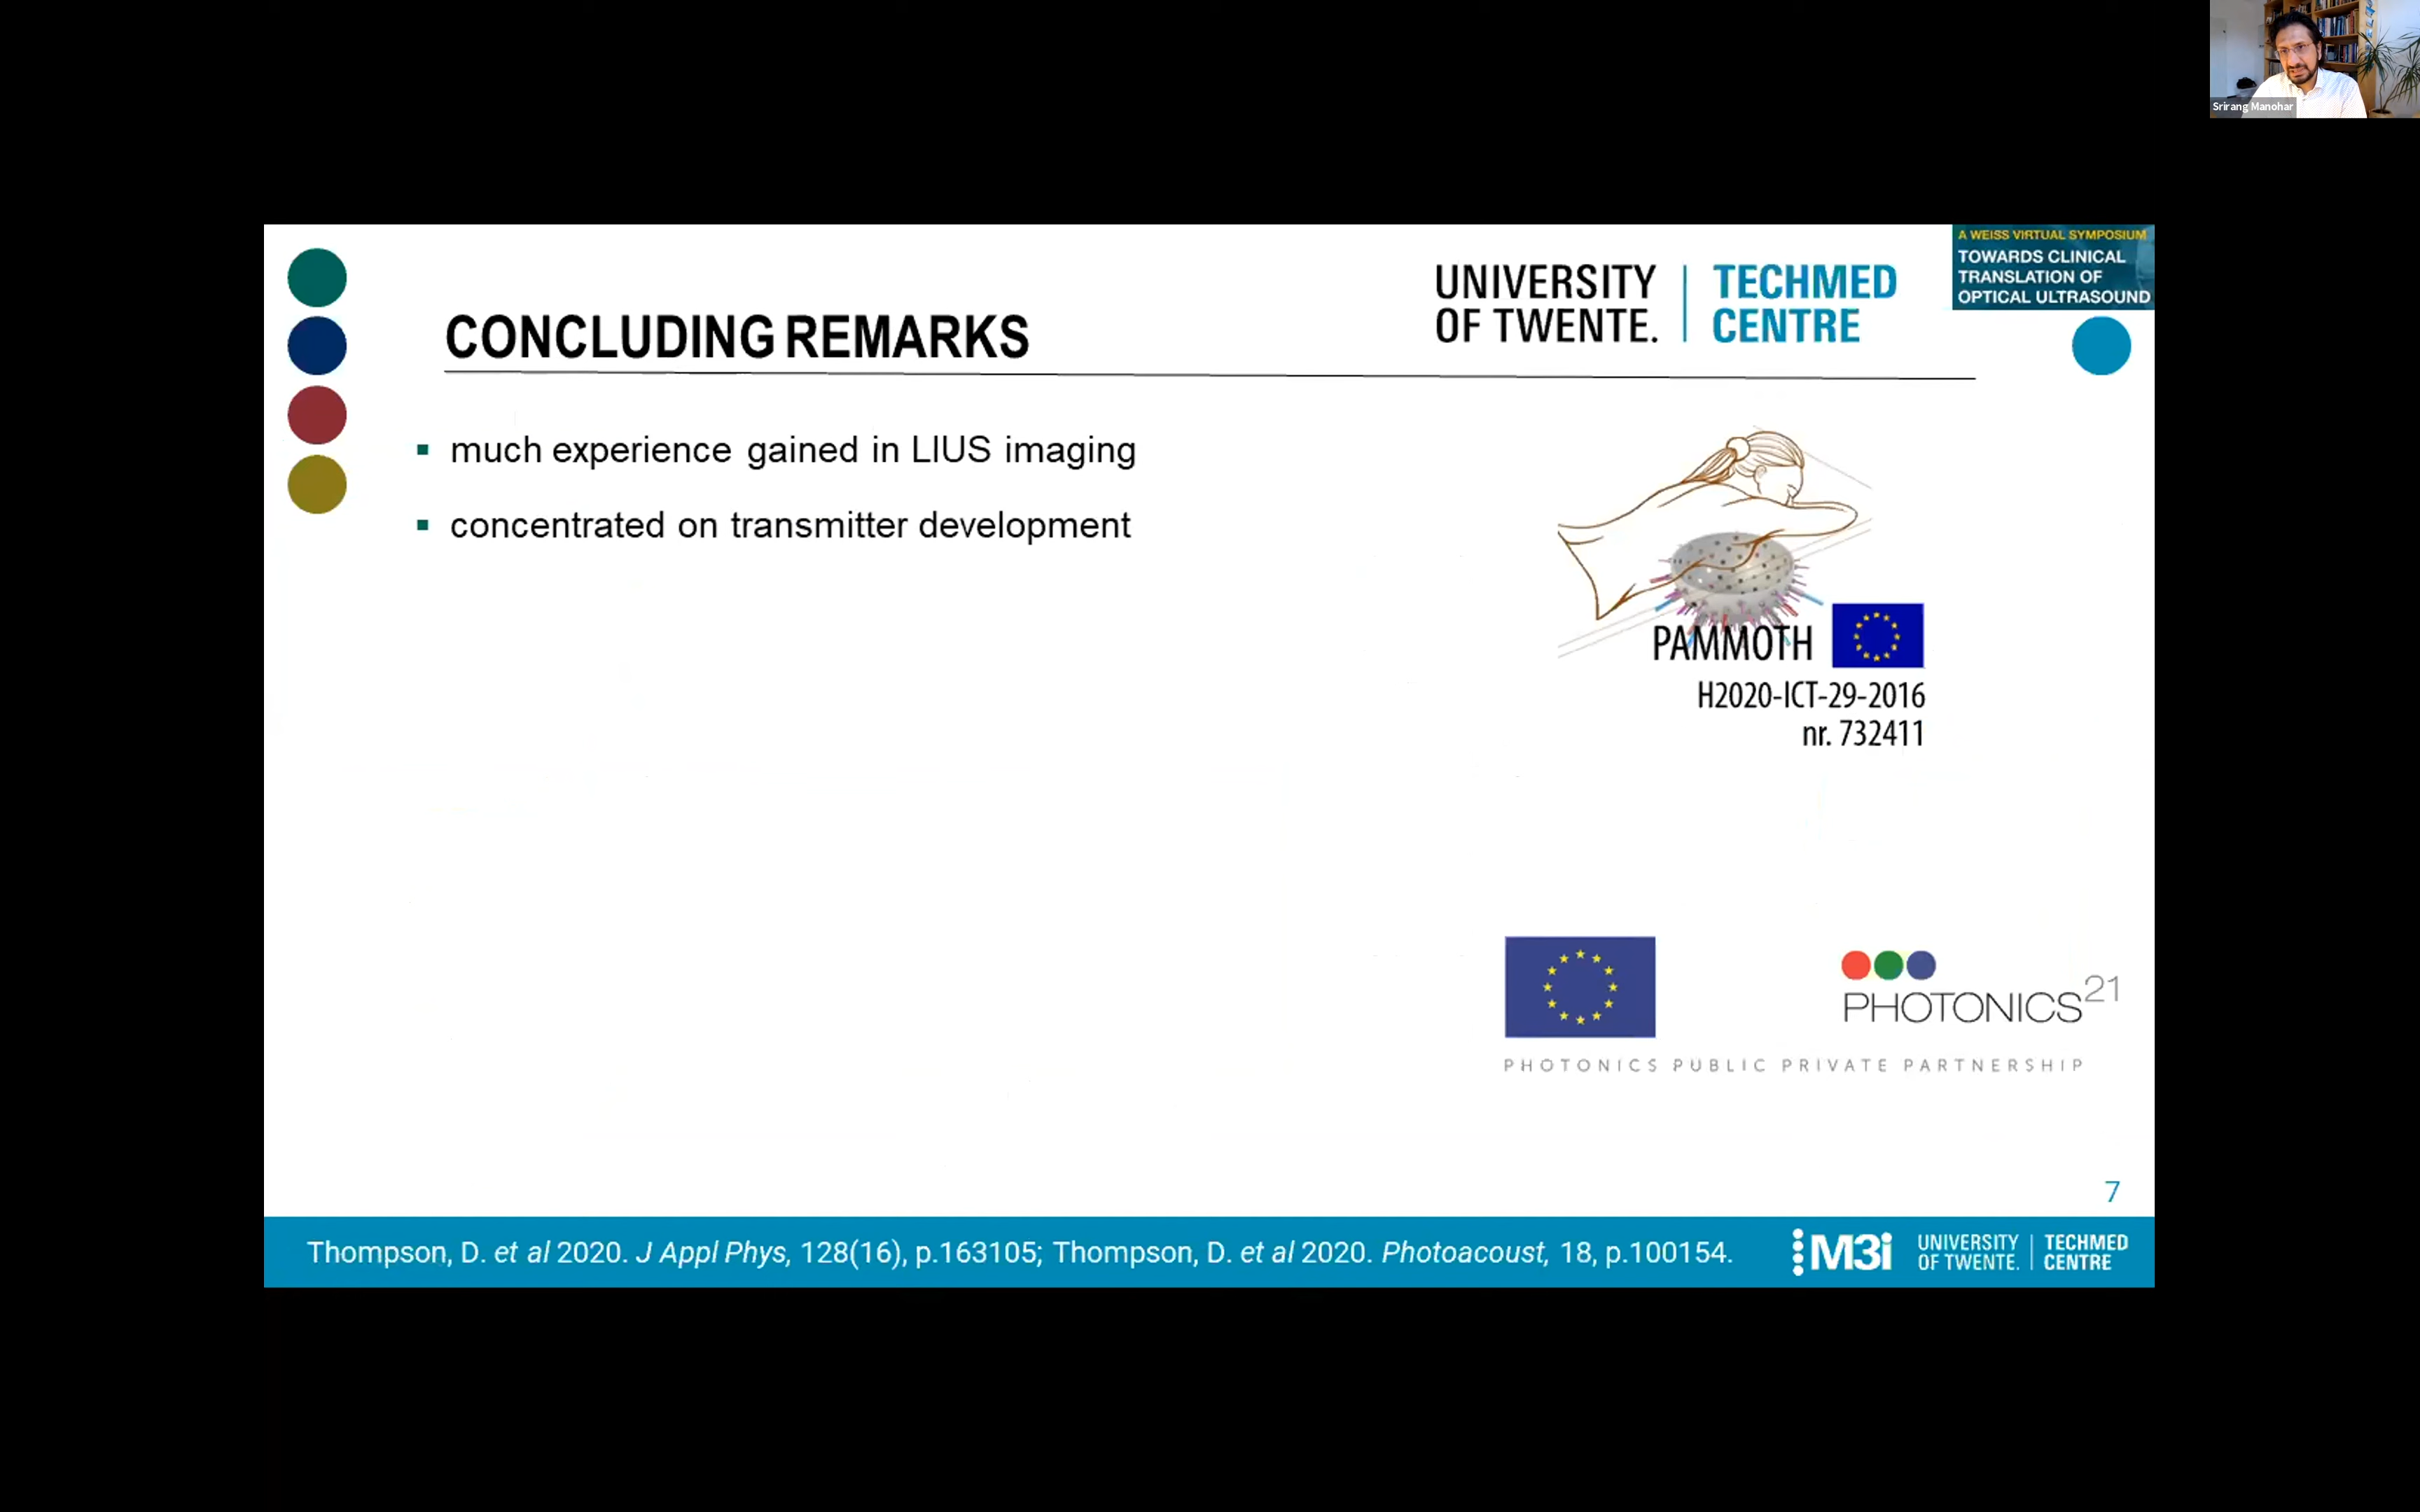 Srirang Manohar
A WEISS VIRTUAL SYMPOSIUM
TOWARDS CLINICAL
TRANSLATION OF
OPTICAL ULTRASOUND
UNIVERSITY OF TWENTE. | TECHMED CENTRE
CONCLUDING REMARKS
▪ much experience gained in LIUS imaging
▪ concentrated on transmitter development
PAMMOTH
H2020-ICT-29-2016
nr. 732411
PHOTONICS21
PHOTONICS PUBLIC PRIVATE PARTNERSHIP
7
Thompson, D. et al 2020. J Appl Phys, 128(16), p.163105; Thompson, D. et al 2020. Photoacoust, 18, p.100154.
M3i
UNIVERSITY OF TWENTE. | TECHMED CENTRE